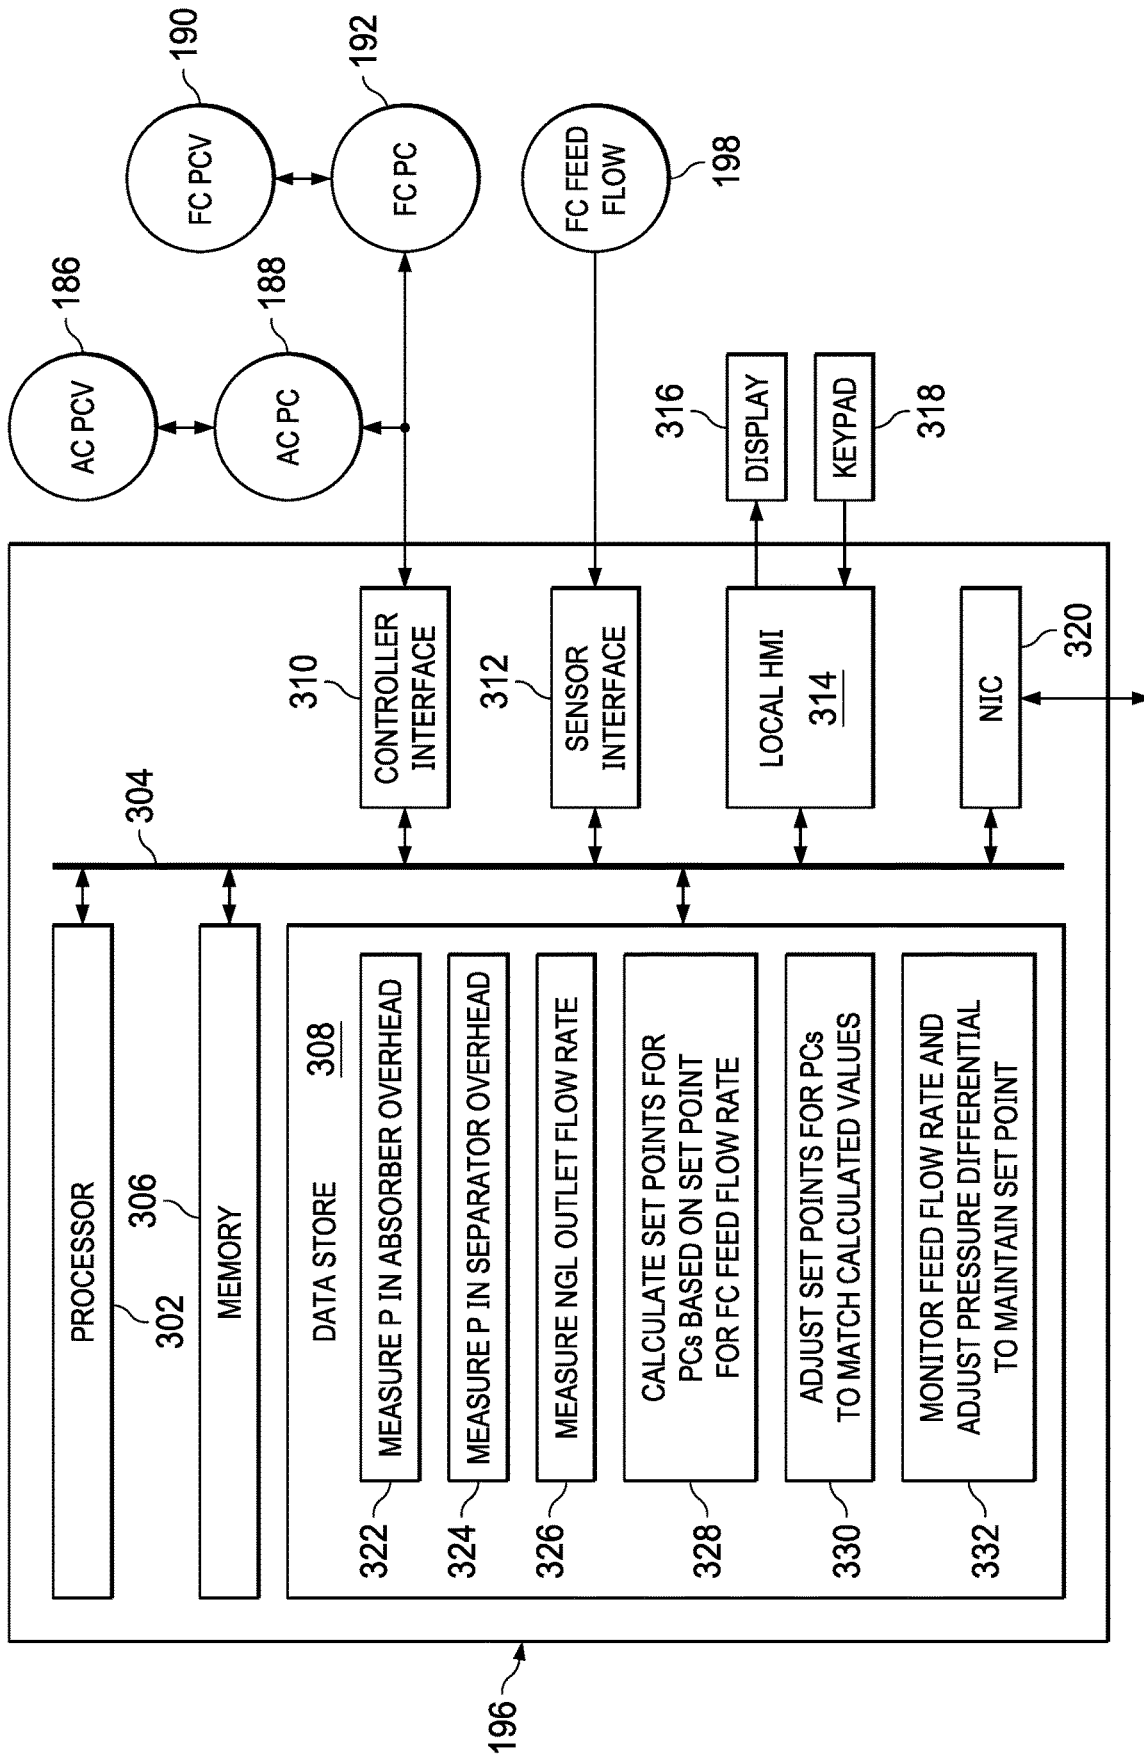 AC PCV
186
AC PC
188
FC PCV
190
FC PC
192
FC FEED
FLOW
198
304
PROCESSOR
302
306
MEMORY
DATA STORE
308
MEASURE P IN ABSORBER OVERHEAD
322
MEASURE P IN SEPARATOR OVERHEAD
324
MEASURE NGL OUTLET FLOW RATE
326
CALCULATE SET POINTS FOR
PCs BASED ON SET POINT
FOR FC FEED FLOW RATE
328
ADJUST SET POINTS FOR PCs
TO MATCH CALCULATED VALUES
330
MONITOR FEED FLOW RATE AND
ADJUST PRESSURE DIFFERENTIAL
TO MAINTAIN SET POINT
332
310
CONTROLLER
INTERFACE
312
SENSOR
INTERFACE
LOCAL HMI
314
316
DISPLAY
KEYPAD
318
NIC
320
196